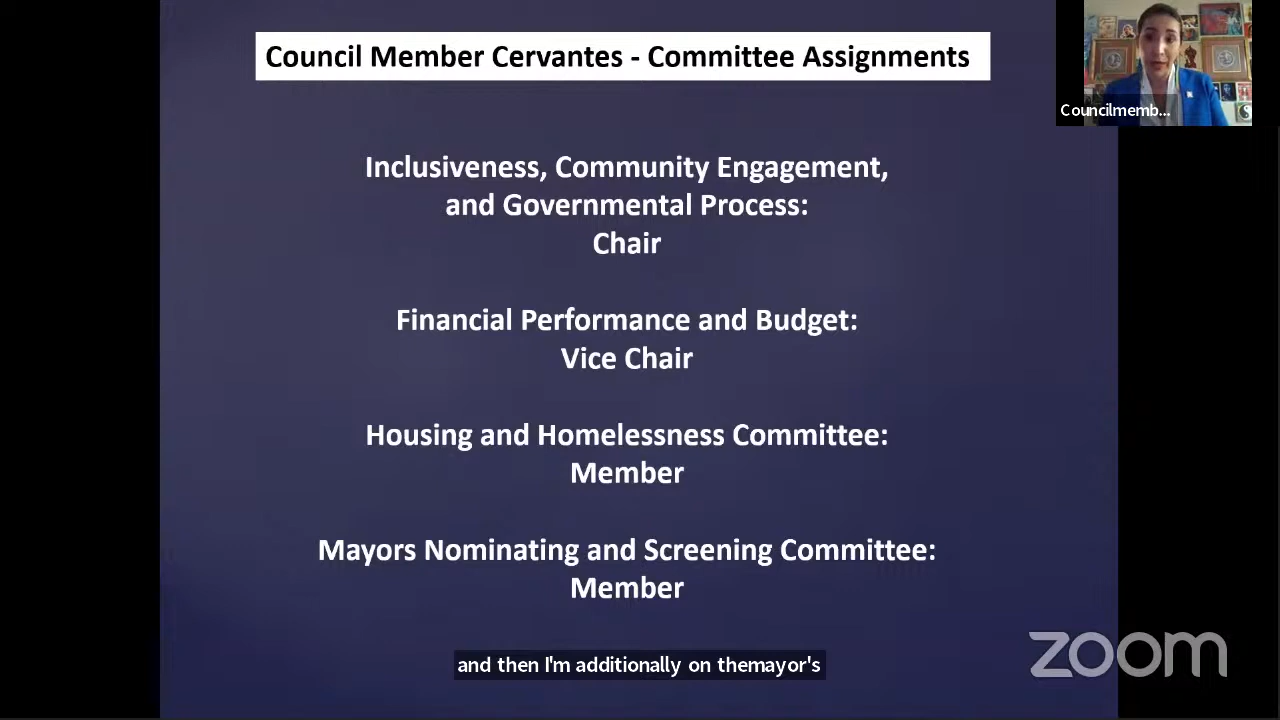 Council Member Cervantes - Committee Assignments
Councilmemb...
Inclusiveness, Community Engagement,
and Governmental Process:
Chair
Financial Performance and Budget:
Vice Chair
Housing and Homelessness Committee:
Member
Mayors Nominating and Screening Committee:
Member
and then I'm additionally on themayor's
zoom